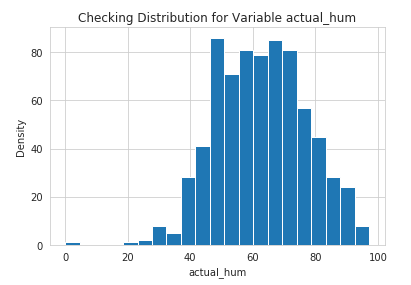 Checking Distribution for Variable actual_hum
80
60
40
20
0
Density
0 20 40 60 80 100
actual_hum